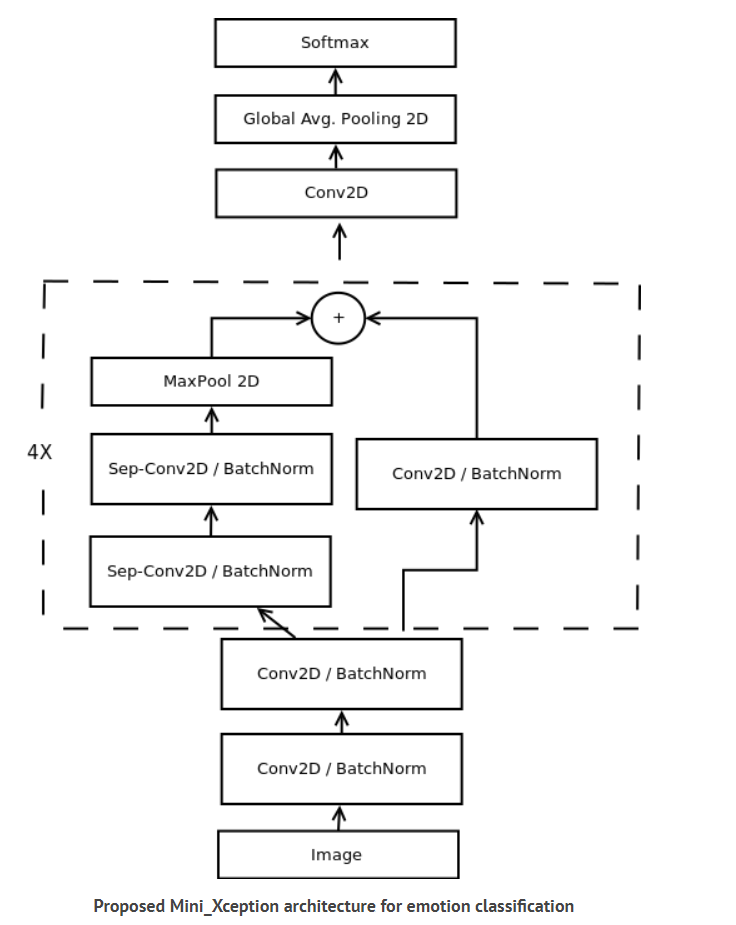 Softmax
Global Avg. Pooling 2D
Conv2D
+
MaxPool 2D
4X
Sep-Conv2D / BatchNorm
Conv2D / BatchNorm
Sep-Conv2D / BatchNorm
Conv2D / BatchNorm
Conv2D / BatchNorm
Image
Proposed Mini_Xception architecture for emotion classification